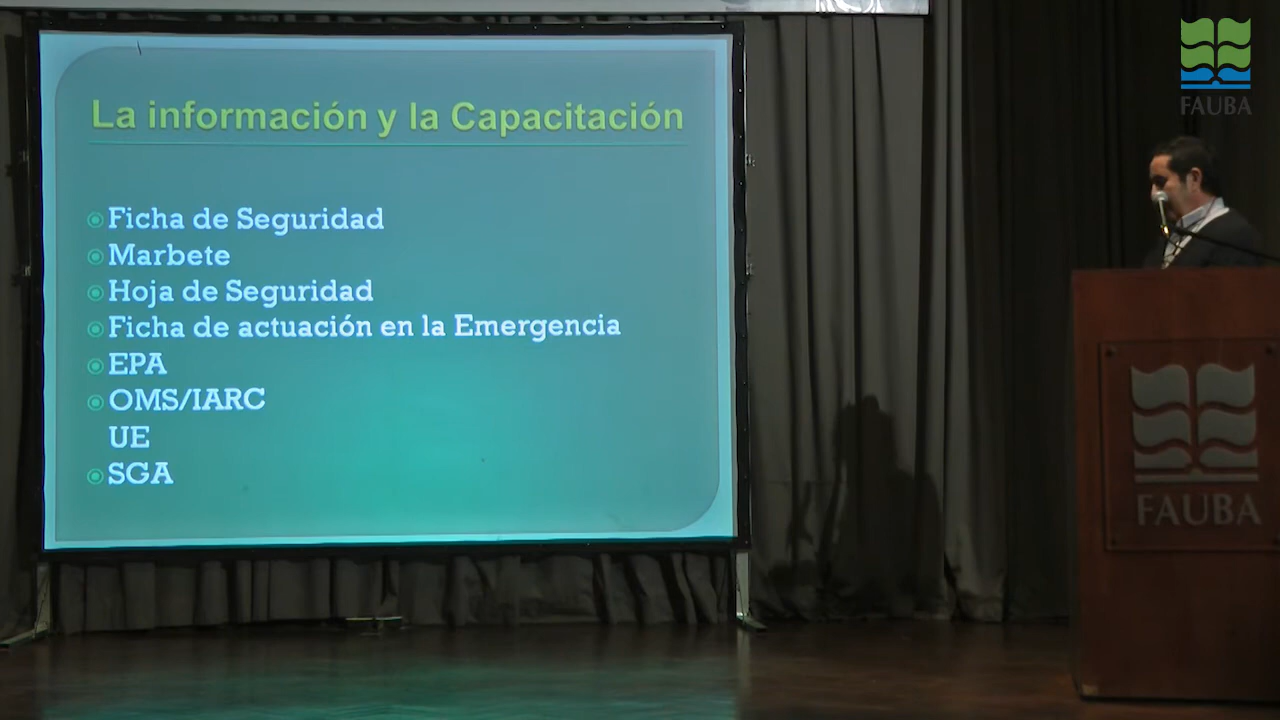 La información y la Capacitación
Ficha de Seguridad
Marbete
Hoja de Seguridad
Ficha de actuación en la Emergencia
EPA
OMS/IARC
UE
SGA
FAUBA
FAUBA